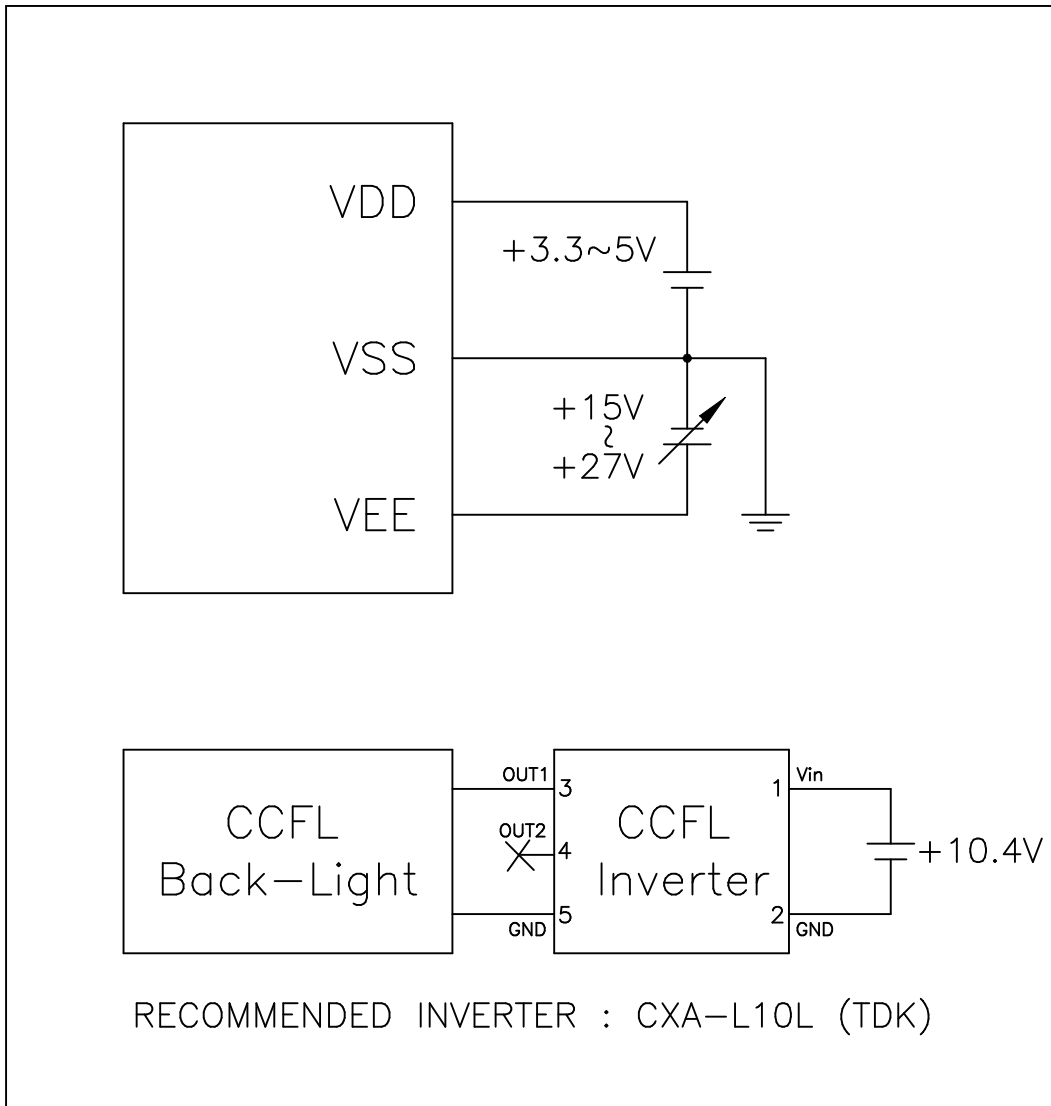 VDD
+3.3~5V
VSS
+15V
~
+27V
VEE
OUT1
3
1
Vin
CCFL
Back-Light
OUT2
4
CCFL
Inverter
+10.4V
5
GND
2
GND
RECOMMENDED INVERTER : CXA-L10L (TDK)